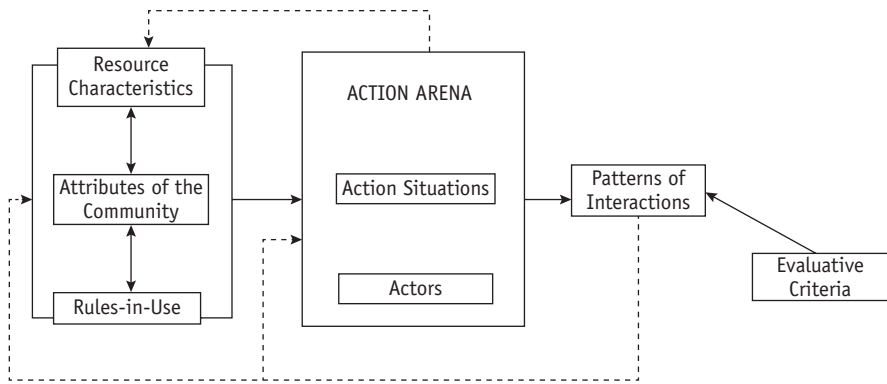 Resource
Characteristics
Attributes of the
Community
Rules-in-Use
ACTION ARENA
Action Situations
Actors
Patterns of
Interactions
Evaluative
Criteria